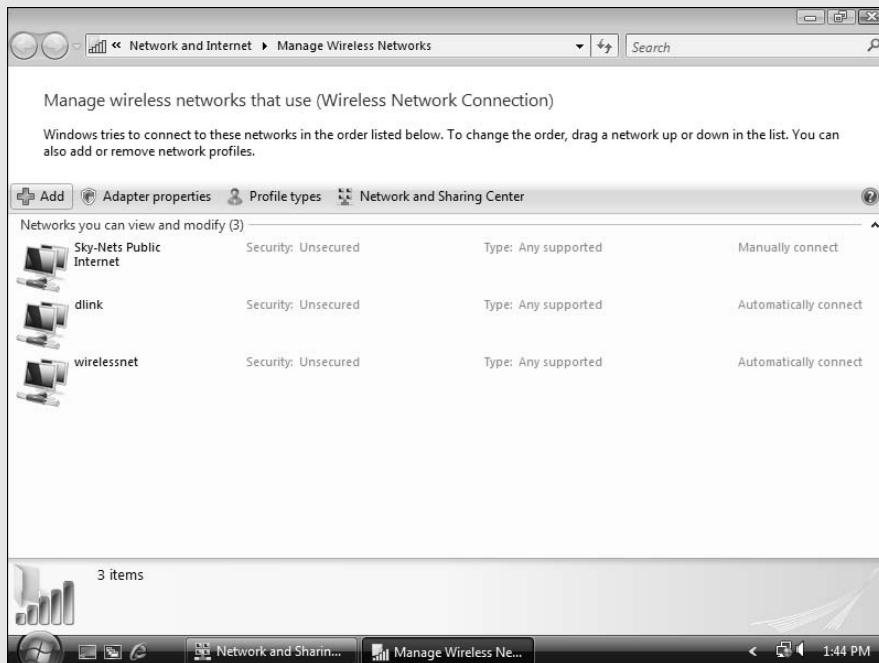 « Network and Internet ▸ Manage Wireless Networks
Search
Manage wireless networks that use (Wireless Network Connection)
Windows tries to connect to these networks in the order listed below. To change the order, drag a network up or down in the list. You can
also add or remove network profiles.
Add Adapter properties Profile types Network and Sharing Center
Networks you can view and modify (3)
Sky-Nets Public Security: Unsecured Type: Any supported Manually connect
Internet
dlink Security: Unsecured Type: Any supported Automatically connect
wirelessnet Security: Unsecured Type: Any supported Automatically connect
3 items
Network and Sharin... Manage Wireless Ne... < 1:44 PM